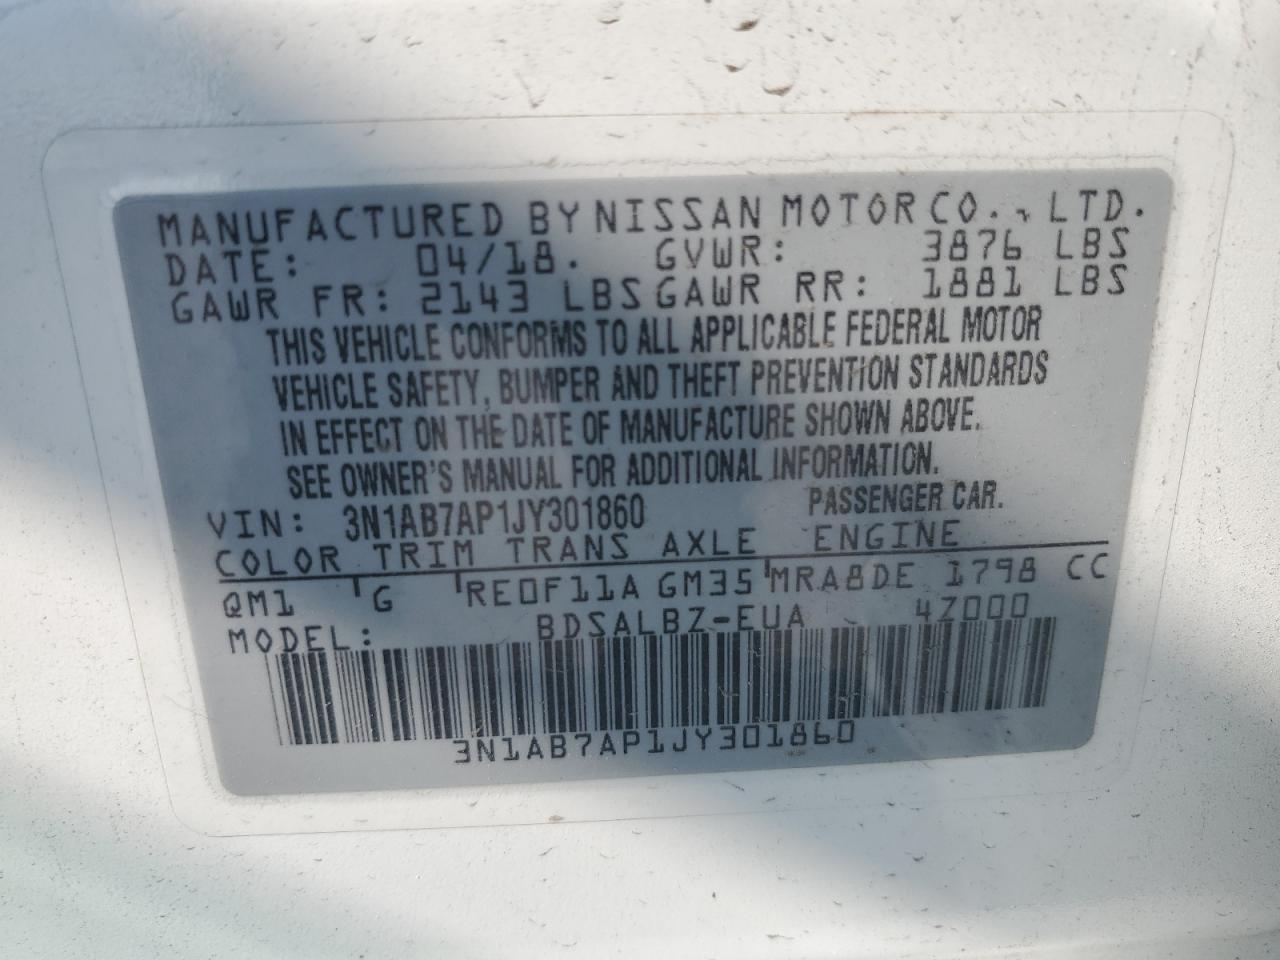 MANUFACTURED BY NISSAN MOTOR CO., LTD.
DATE: 04/18. GVWR: 3876 LBS
GAWR FR: 2143 LBS GAWR RR: 1881 LBS
THIS VEHICLE CONFORMS TO ALL APPLICABLE FEDERAL MOTOR
VEHICLE SAFETY, BUMPER AND THEFT PREVENTION STANDARDS
IN EFFECT ON THE DATE OF MANUFACTURE SHOWN ABOVE.
SEE OWNER'S MANUAL FOR ADDITIONAL INFORMATION.
VIN: 3N1AB7AP1JY301860 PASSENGER CAR.
COLOR TRIM TRANS AXLE ENGINE
QM1 G RE0F11A GM35 MRA8DE 1798 CC
MODEL: BDSALBZ-EUA 4Z000
3N1AB7AP1JY301860